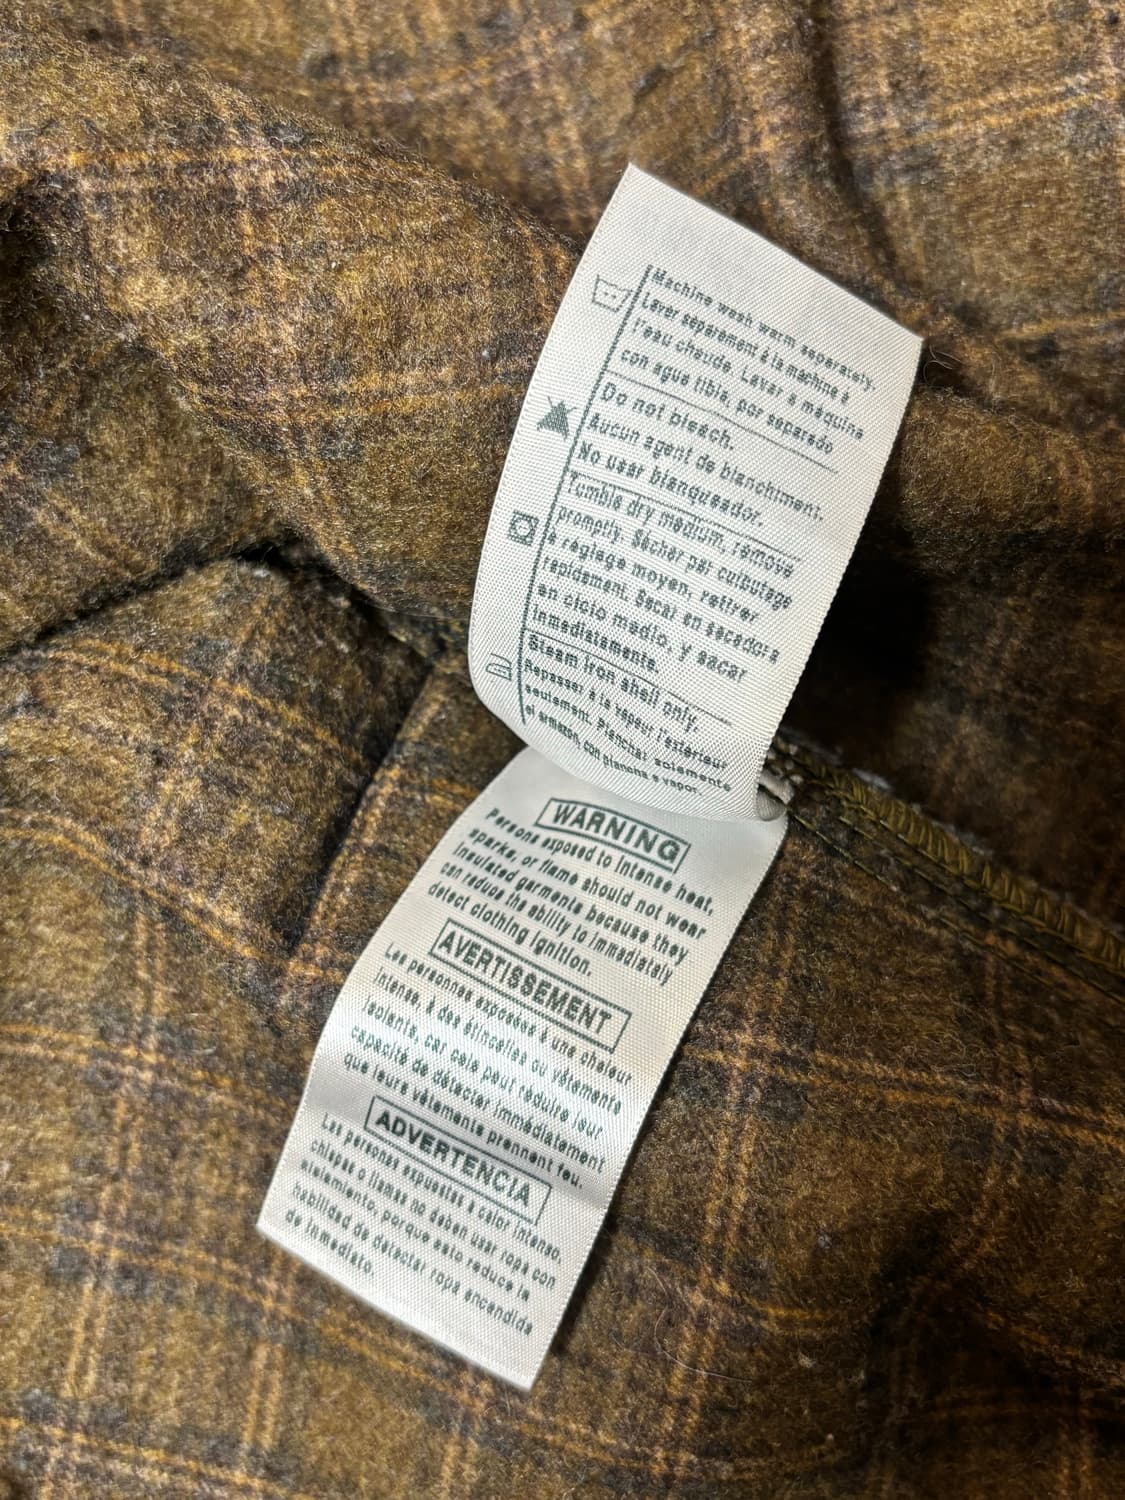 Machine wash warm separately.
Laver séparément à la machine à
l'eau chaude. Lavar a máquina
con agua tibia, por separado
Do not bleach.
Aucun agent de blanchiment.
No usar blanqueador.
Tumble dry medium, remove
promptly. Sécher par culbutage
à réglage moyen, retirer
rapidement. Secar en secadora
en ciclo medio, y sacar
inmediatamente.
Steam iron shell only.
Repasser à la vapeur l'extérieur
seulement. Planchar solamente
el armazon, con plancha a vapor.
WARNING
Persons exposed to intense heat,
sparks, or flame should not wear
insulated garments because they
can reduce the ability to immediately
detect clothing ignition.
AVERTISSEMENT
Les personnes exposées à une chaleur
intense, à des étincelles ou vêtements
isolants, car cela peut réduire leur
capacité de détecter immédiatement
que leurs vêtements prennent feu.
ADVERTENCIA
Las personas expuestas a calor intenso,
chispas o llamas no deben usar ropa con
aislamiento, porque esto reduce la
habilidad de detectar ropa encendida
de inmediato.